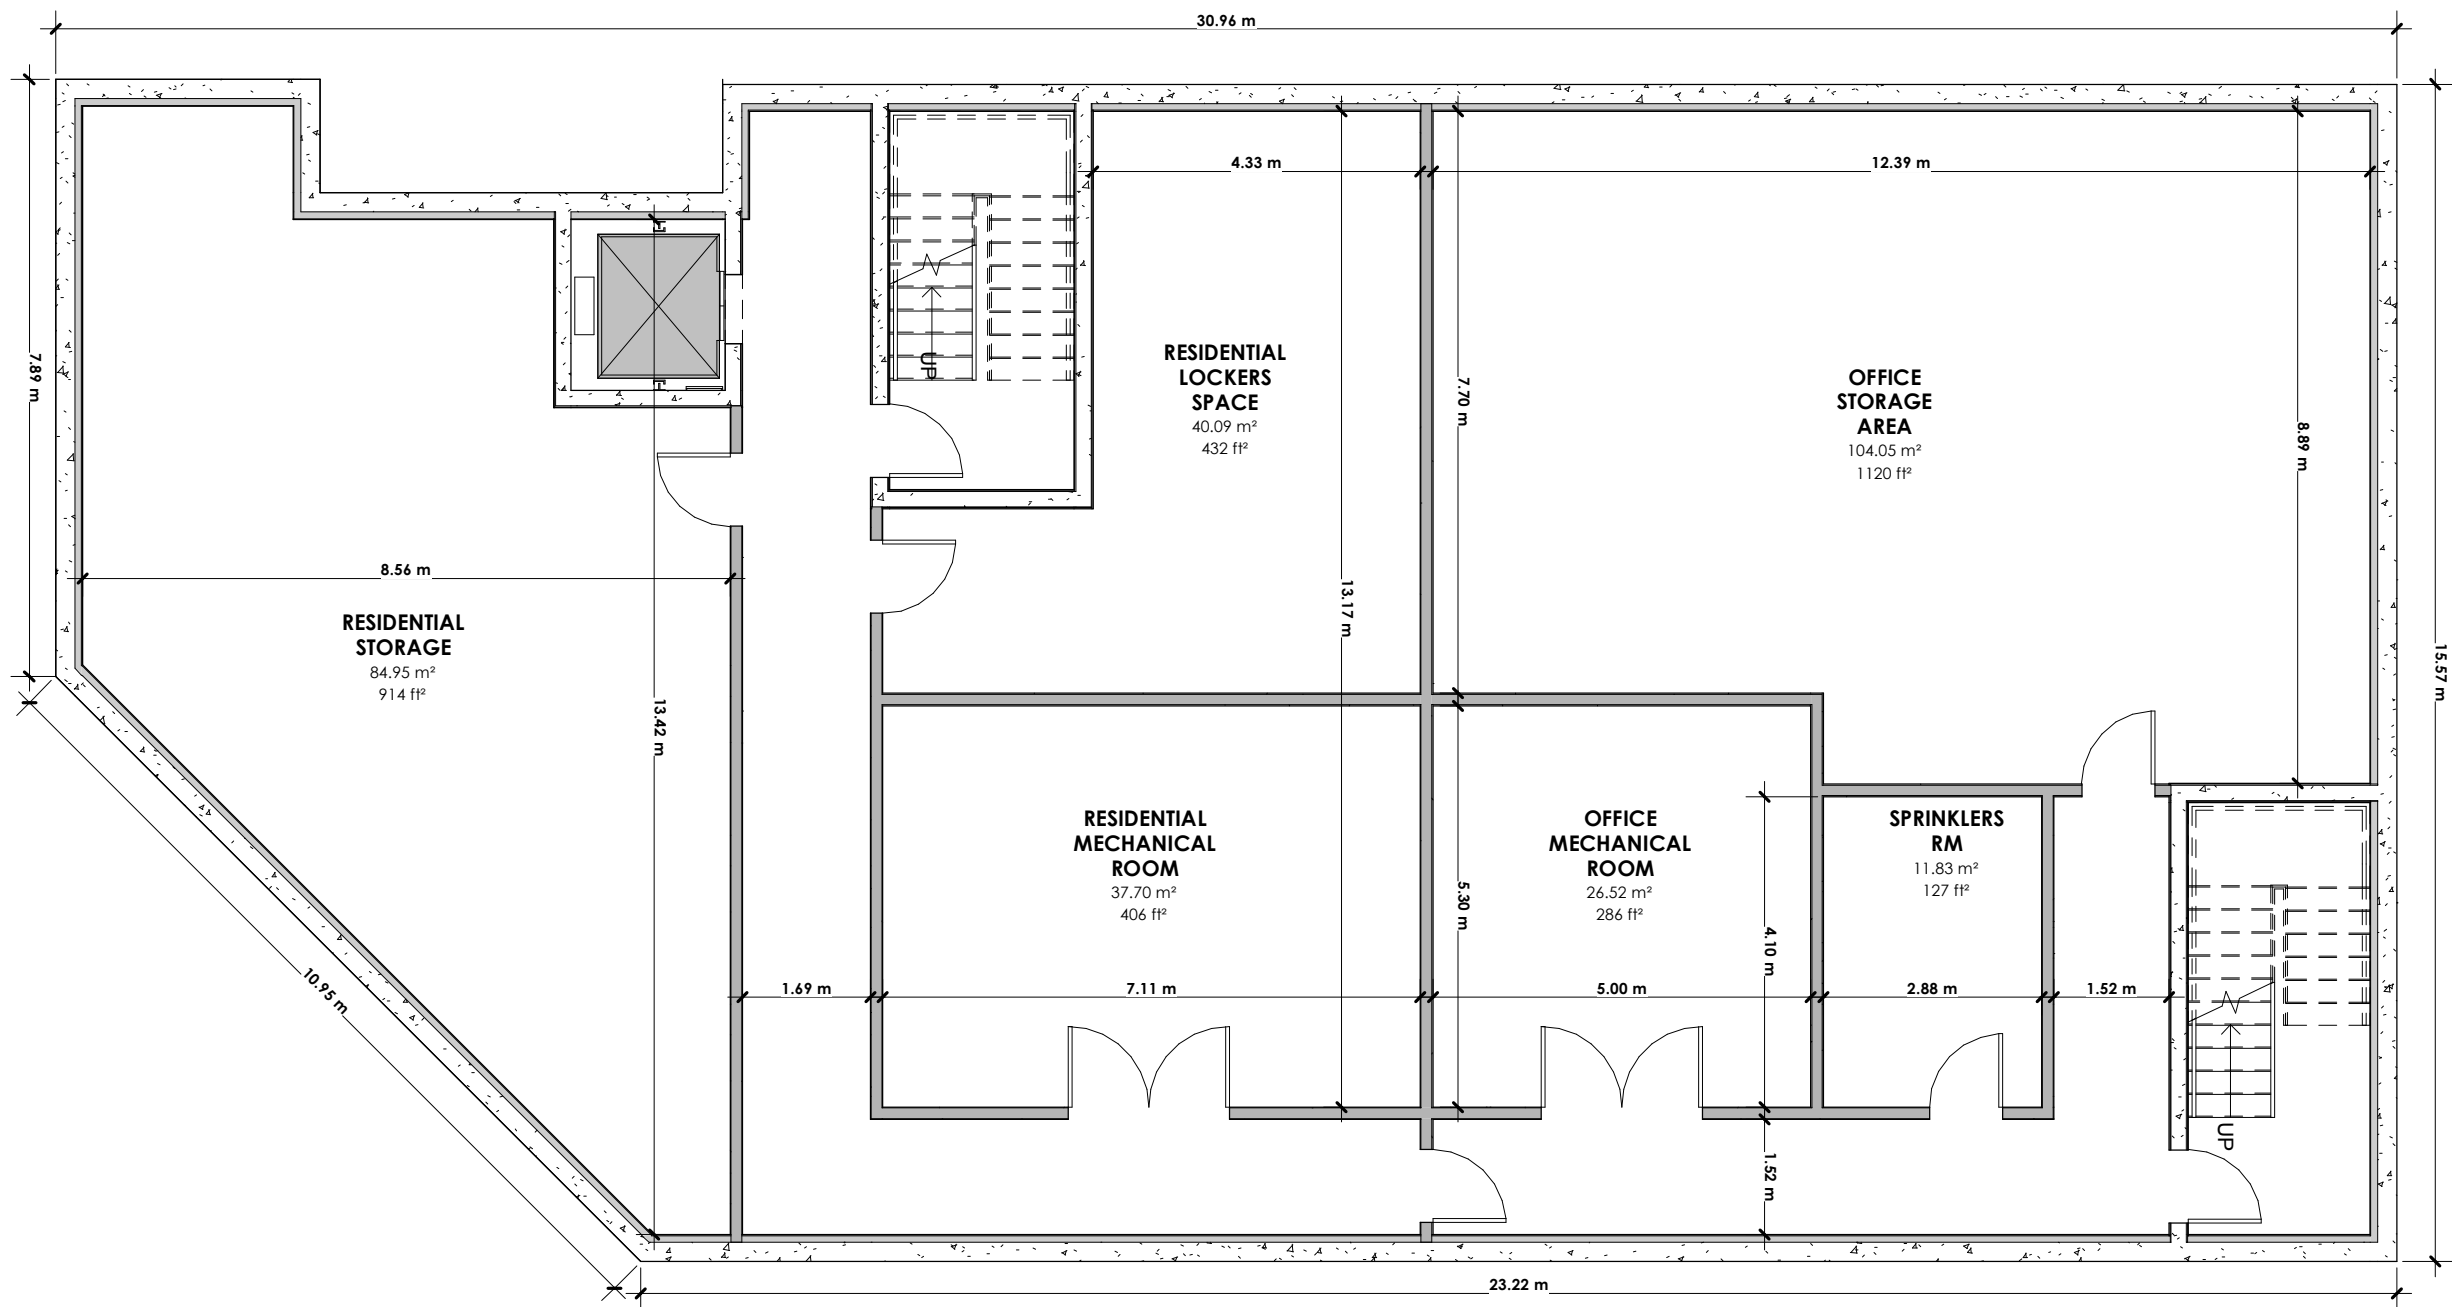 30.96 m
4.33 m
12.39 m
7.89 m
UP
RESIDENTIAL
LOCKERS
SPACE
40.09 m²
432 ft²
7.70 m
OFFICE
STORAGE
AREA
104.05 m²
1120 ft²
8.89 m
8.56 m
13.17 m
RESIDENTIAL
STORAGE
84.95 m²
914 ft²
13.42 m
15.57 m
RESIDENTIAL
MECHANICAL
ROOM
37.70 m²
406 ft²
5.30 m
OFFICE
MECHANICAL
ROOM
26.52 m²
286 ft²
4.10 m
SPRINKLERS
RM
11.83 m²
127 ft²
10.95 m
1.69 m
7.11 m
5.00 m
2.88 m
1.52 m
UP
1.52 m
23.22 m